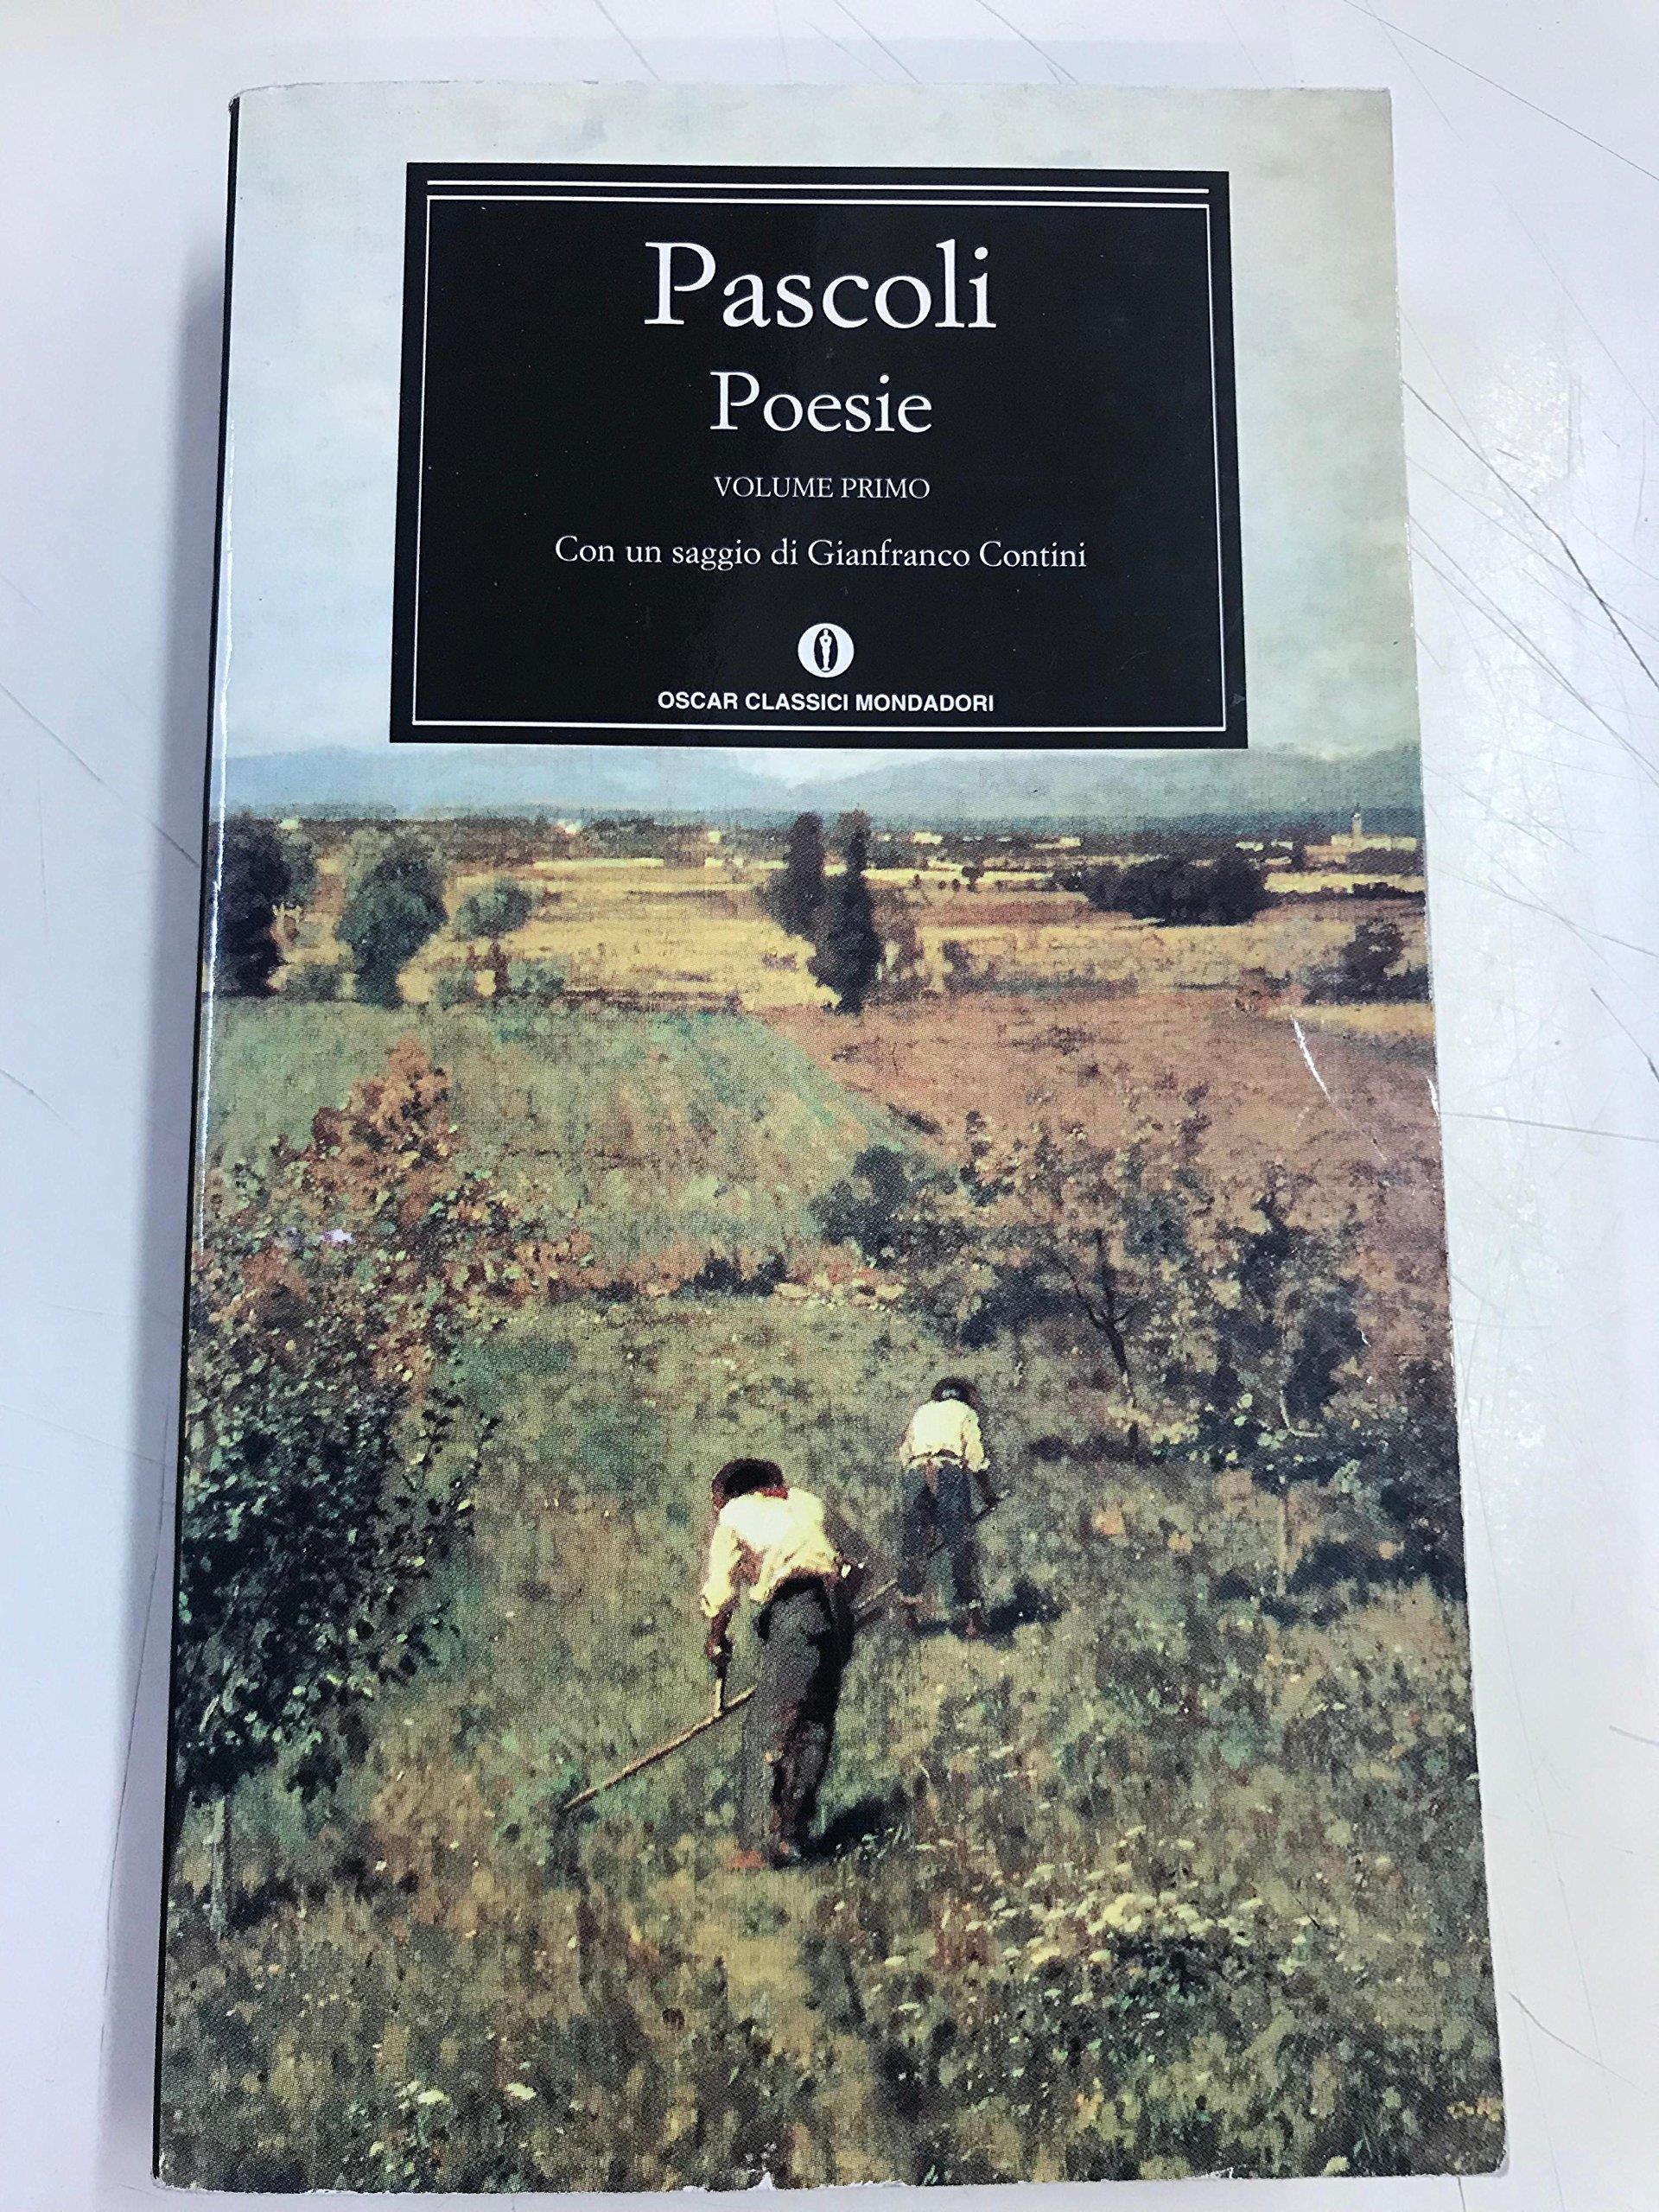 Pascoli
Poesie
VOLUME PRIMO
Con un saggio di Gianfranco Contini
OSCAR CLASSICI MONDADORI